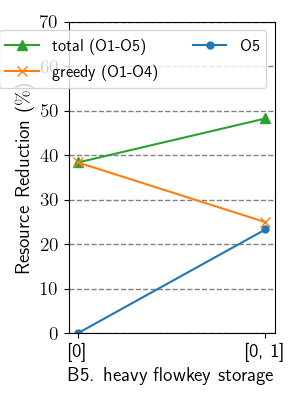 70
total (O1-O5)
O5
greedy (O1-O4)
60
50
40
30
20
10
0
Resource Reduction (%)
[0]
[0, 1]
B5. heavy flowkey storage